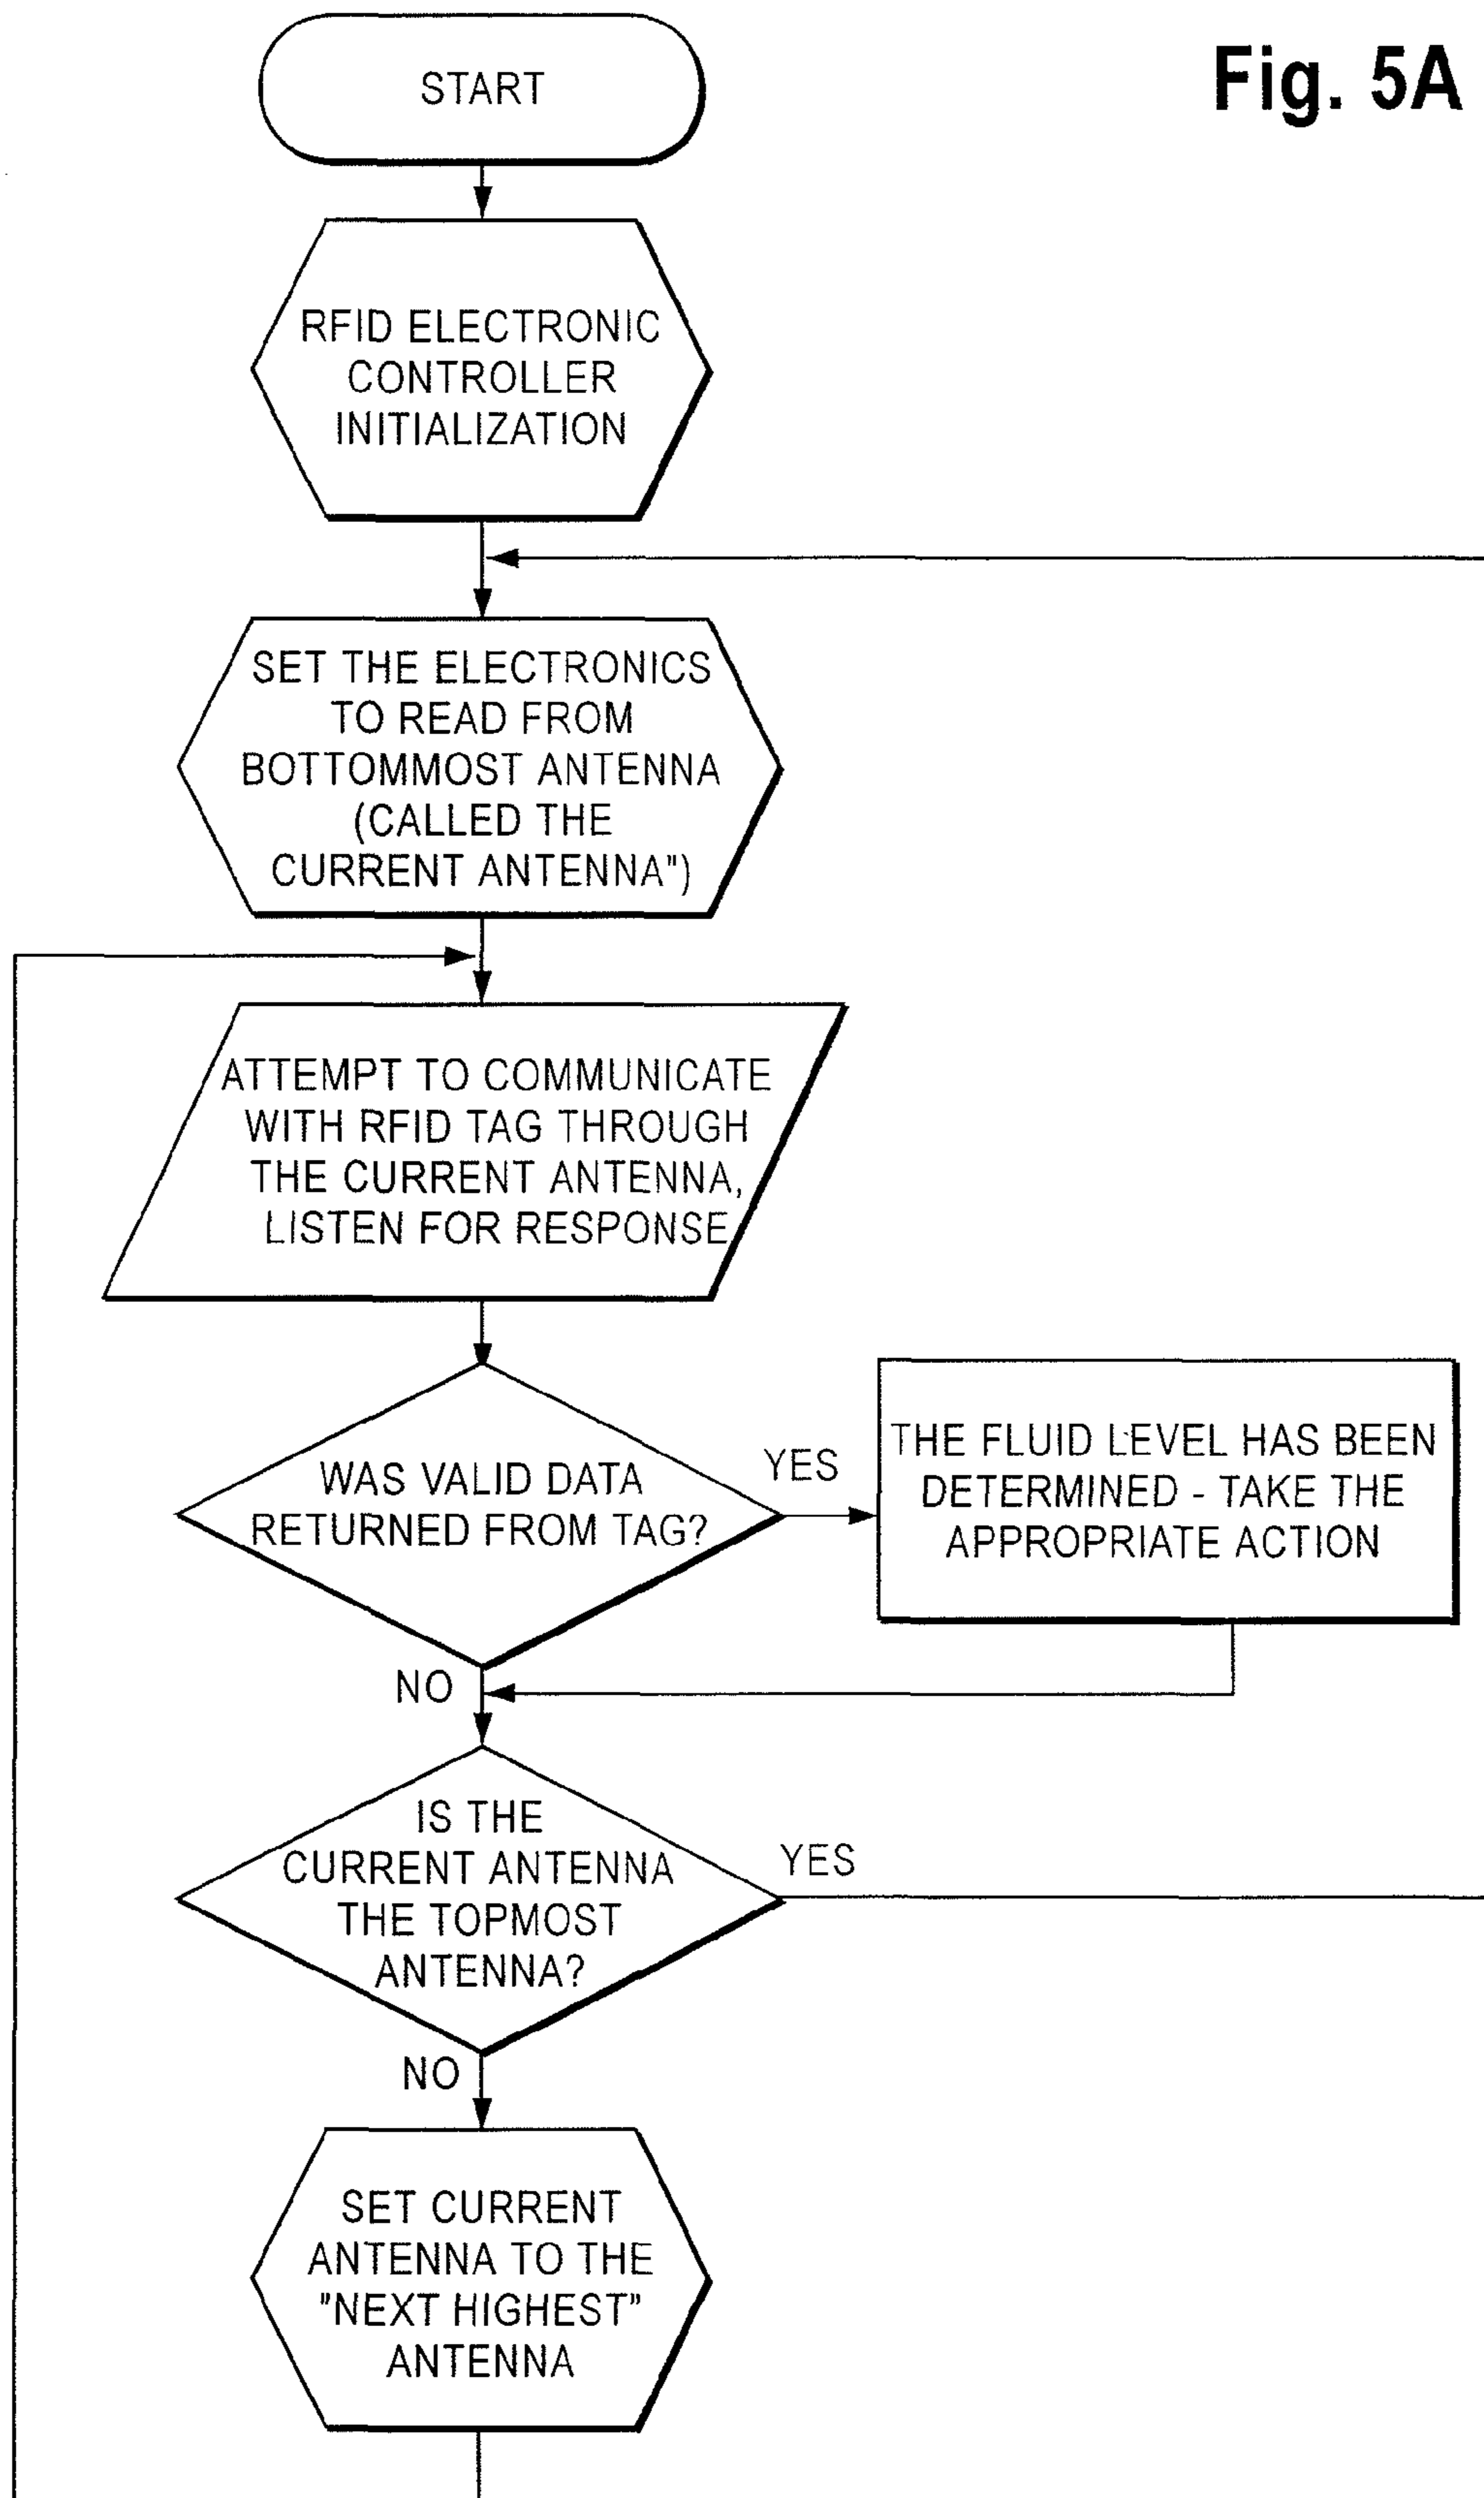 Fig. 5A
START
RFID ELECTRONIC
CONTROLLER
INITIALIZATION
SET THE ELECTRONICS
TO READ FROM
BOTTOMMOST ANTENNA
(CALLED THE
CURRENT ANTENNA")
ATTEMPT TO COMMUNICATE
WITH RFID TAG THROUGH
THE CURRENT ANTENNA,
LISTEN FOR RESPONSE
WAS VALID DATA
RETURNED FROM TAG?
YES
THE FLUID LEVEL HAS BEEN
DETERMINED - TAKE THE
APPROPRIATE ACTION
NO
IS THE
CURRENT ANTENNA
THE TOPMOST
ANTENNA?
YES
NO
SET CURRENT
ANTENNA TO THE
"NEXT HIGHEST"
ANTENNA